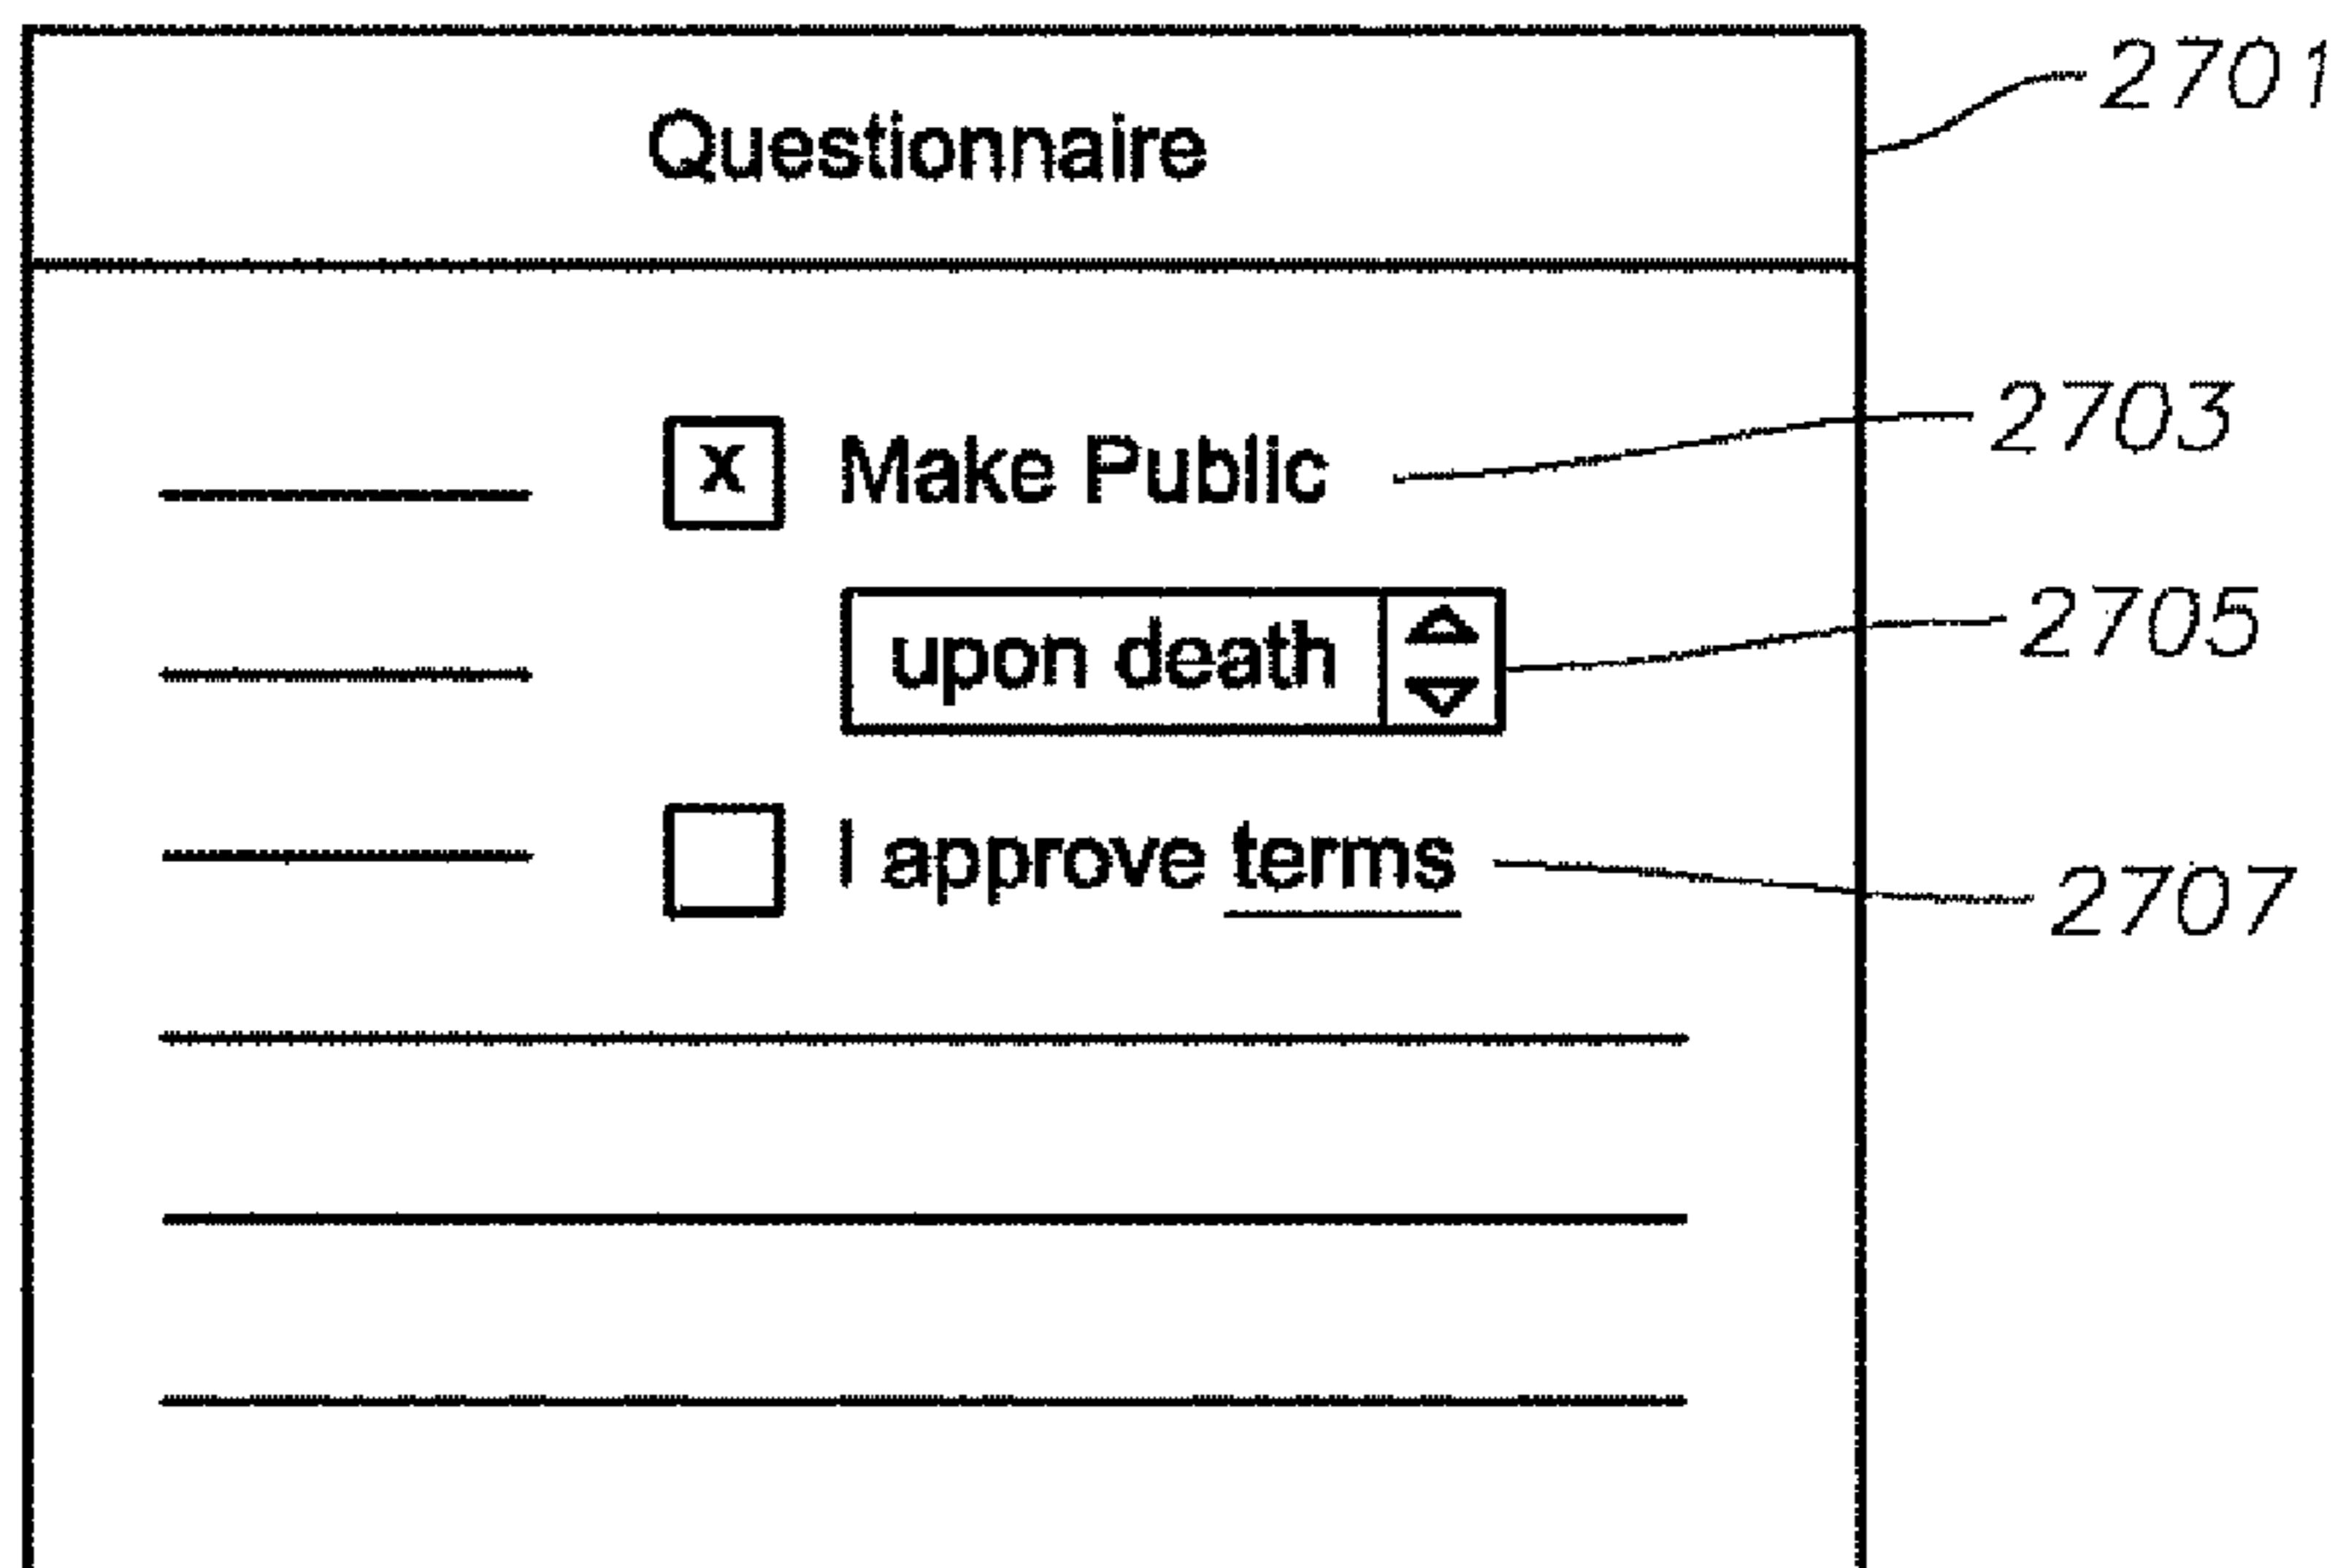 Questionnaire 2701
x Make Public 2703
upon death 2705
I approve terms 2707